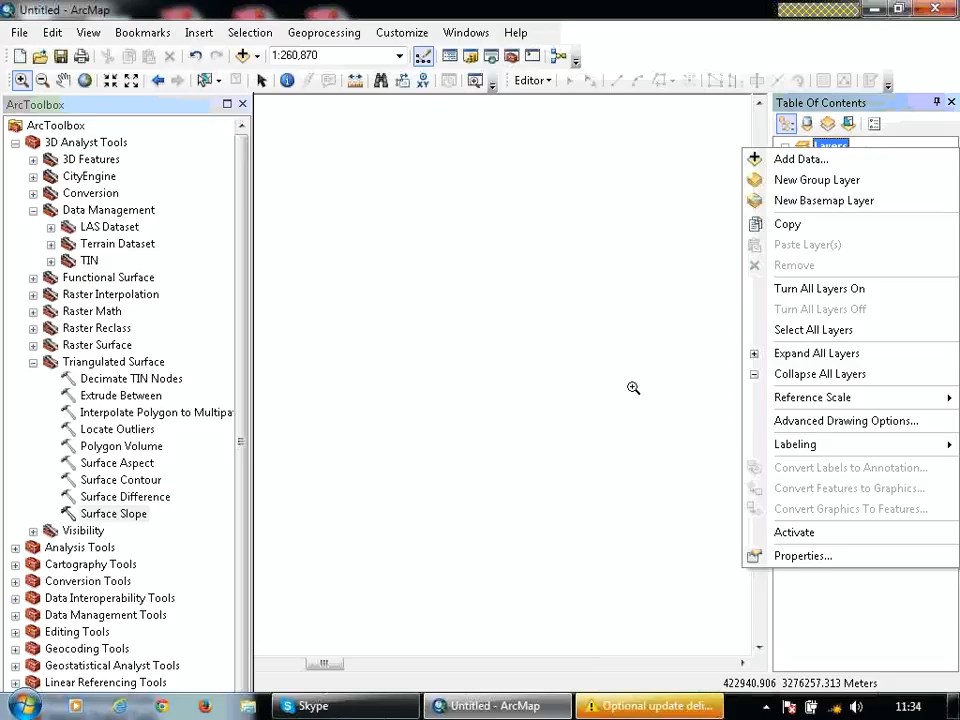 Untitled - ArcMap
File Edit View Bookmarks Insert Selection Geoprocessing Customize Windows Help
1:260,870
Editor
ArcToolbox
Table Of Contents
ArcToolbox
3D Analyst Tools
3D Features
CityEngine
Conversion
Data Management
LAS Dataset
Terrain Dataset
TIN
Functional Surface
Raster Interpolation
Raster Math
Raster Reclass
Raster Surface
Triangulated Surface
Decimate TIN Nodes
Extrude Between
Interpolate Polygon to Multipa
Locate Outliers
Polygon Volume
Surface Aspect
Surface Contour
Surface Difference
Surface Slope
Visibility
Analysis Tools
Cartography Tools
Conversion Tools
Data Interoperability Tools
Data Management Tools
Editing Tools
Geocoding Tools
Geostatistical Analyst Tools
Linear Referencing Tools
Layers
Add Data...
New Group Layer
New Basemap Layer
Copy
Paste Layer(s)
Remove
Turn All Layers On
Turn All Layers Off
Select All Layers
Expand All Layers
Collapse All Layers
Reference Scale
Advanced Drawing Options...
Labeling
Convert Labels to Annotation...
Convert Features to Graphics...
Convert Graphics To Features...
Activate
Properties...
422940.906 3276257.313 Meters
Skype
Untitled - ArcMap
Optional update deli...
11:34